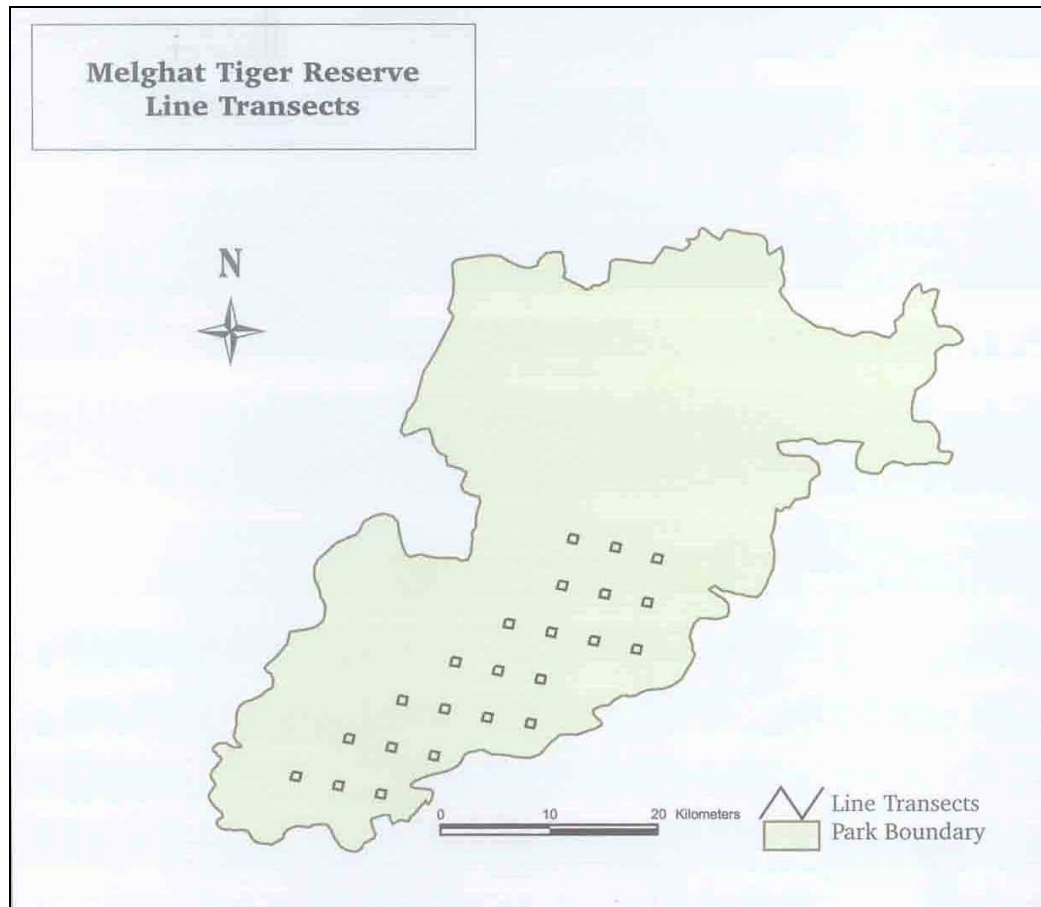 Melghat Tiger Reserve
Line Transects
N
0 10 20 Kilometers
Line Transects
Park Boundary